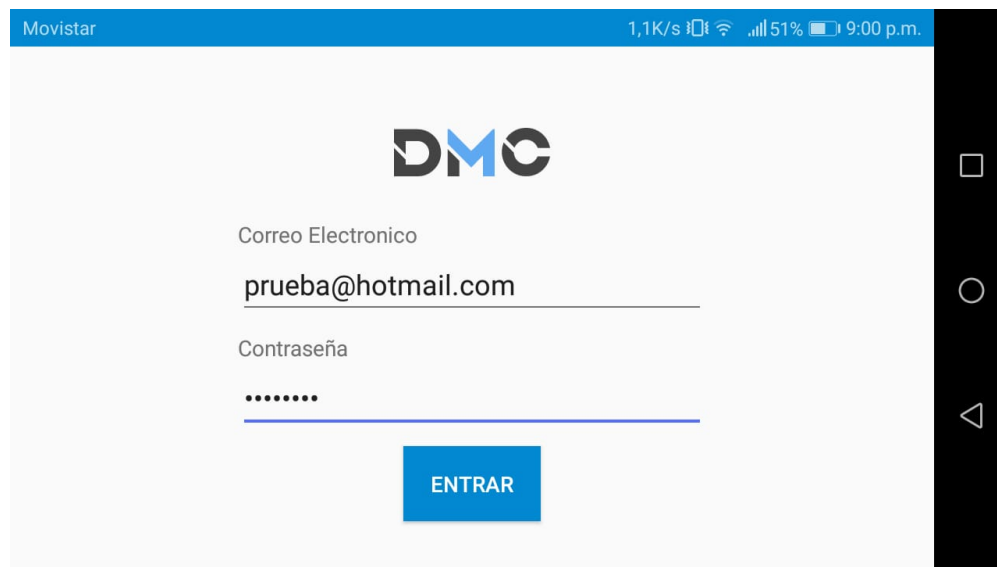 Movistar 1,1K/s 51% 9:00 p.m.
DMC
Correo Electronico
prueba@hotmail.com
Contraseña
••••••••
ENTRAR